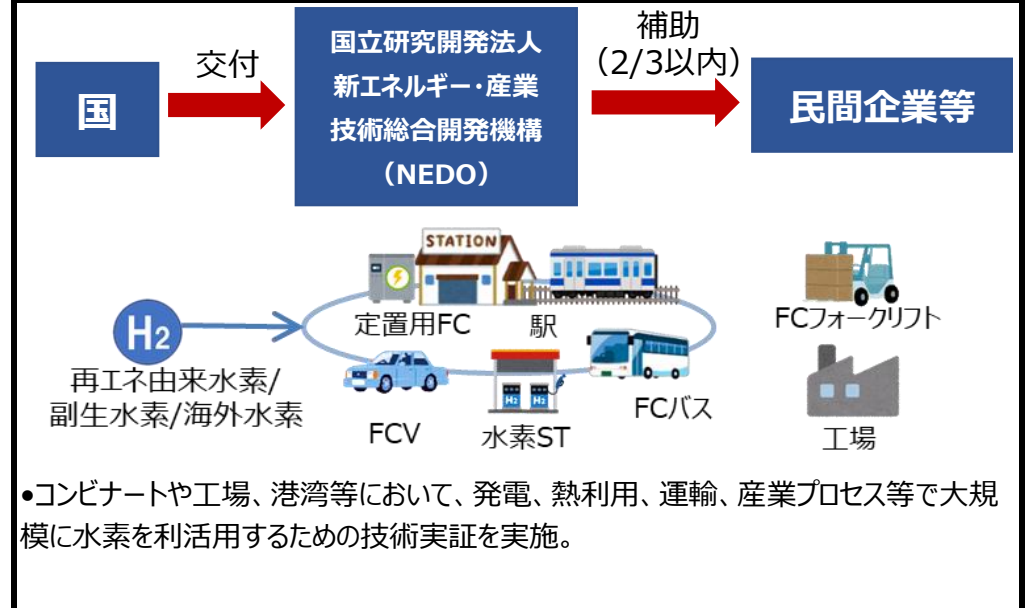 国
交付
国立研究開発法人
新エネルギー・産業
技術総合開発機構
(NEDO)
補助
(2/3以内)
民間企業等
STATION
定置用FC
駅
FCフォークリフト
H2
再エネ由来水素/
副生水素/海外水素
FCV
H2 H2
水素ST
FCバス
工場
●コンビナートや工場、港湾等において、発電、熱利用、運輸、産業プロセス等で大規
模に水素を利活用するための技術実証を実施。